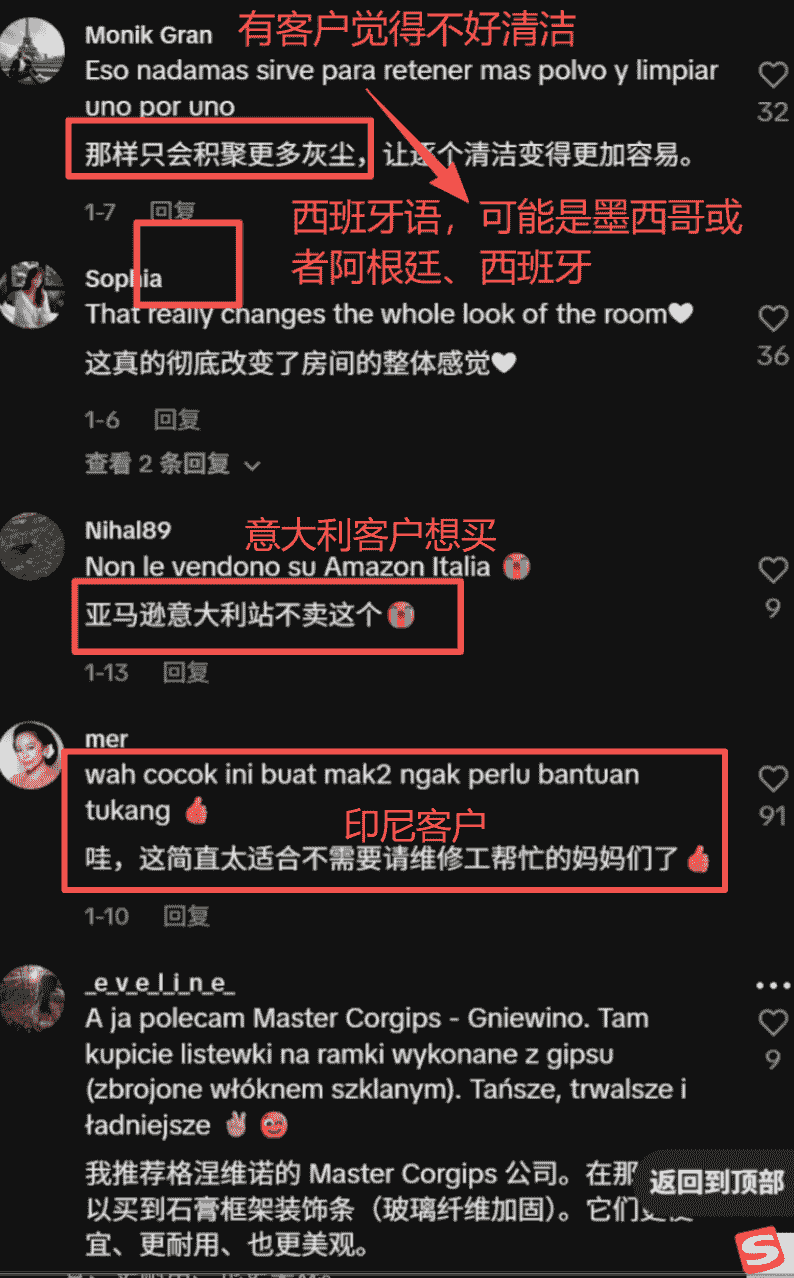 Monik Gran 有客户觉得不好清洁
Eso nadamas sirve para retener mas polvo y limpiar
uno por uno
32
那样只会积聚更多灰尘，让逐个清洁变得更加容易。
1-7 回复
西班牙语，可能是墨西哥或
者阿根廷、西班牙
Sophia
That really changes the whole look of the room🤍
这真的彻底改变了房间的整体感觉🤍
36
1-6 回复
查看 2 条回复
Nihal89 意大利客户想买
Non le vendono su Amazon Italia 😭
亚马逊意大利站不卖这个😭
9
1-13 回复
mer
wah cocok ini buat mak2 ngak perlu bantuan
tukang 👍
91
印尼客户
哇，这简直太适合不需要请维修工帮忙的妈妈们了👍
1-10 回复
_e_v_e_l_i_n_e_
A ja polecam Master Corgips - Gniewino. Tam
kupicie listewki na ramki wykonane z gipsu
9
(zbrojone włóknem szklanym). Tańsze, trwalsze i
ładniejsze ✌️😉
我推荐格涅维诺的 Master Corgips 公司。在那
返回到顶部
以买到石膏框架装饰条（玻璃纤维加固）。它们更便
宜、更耐用、也更美观。
S